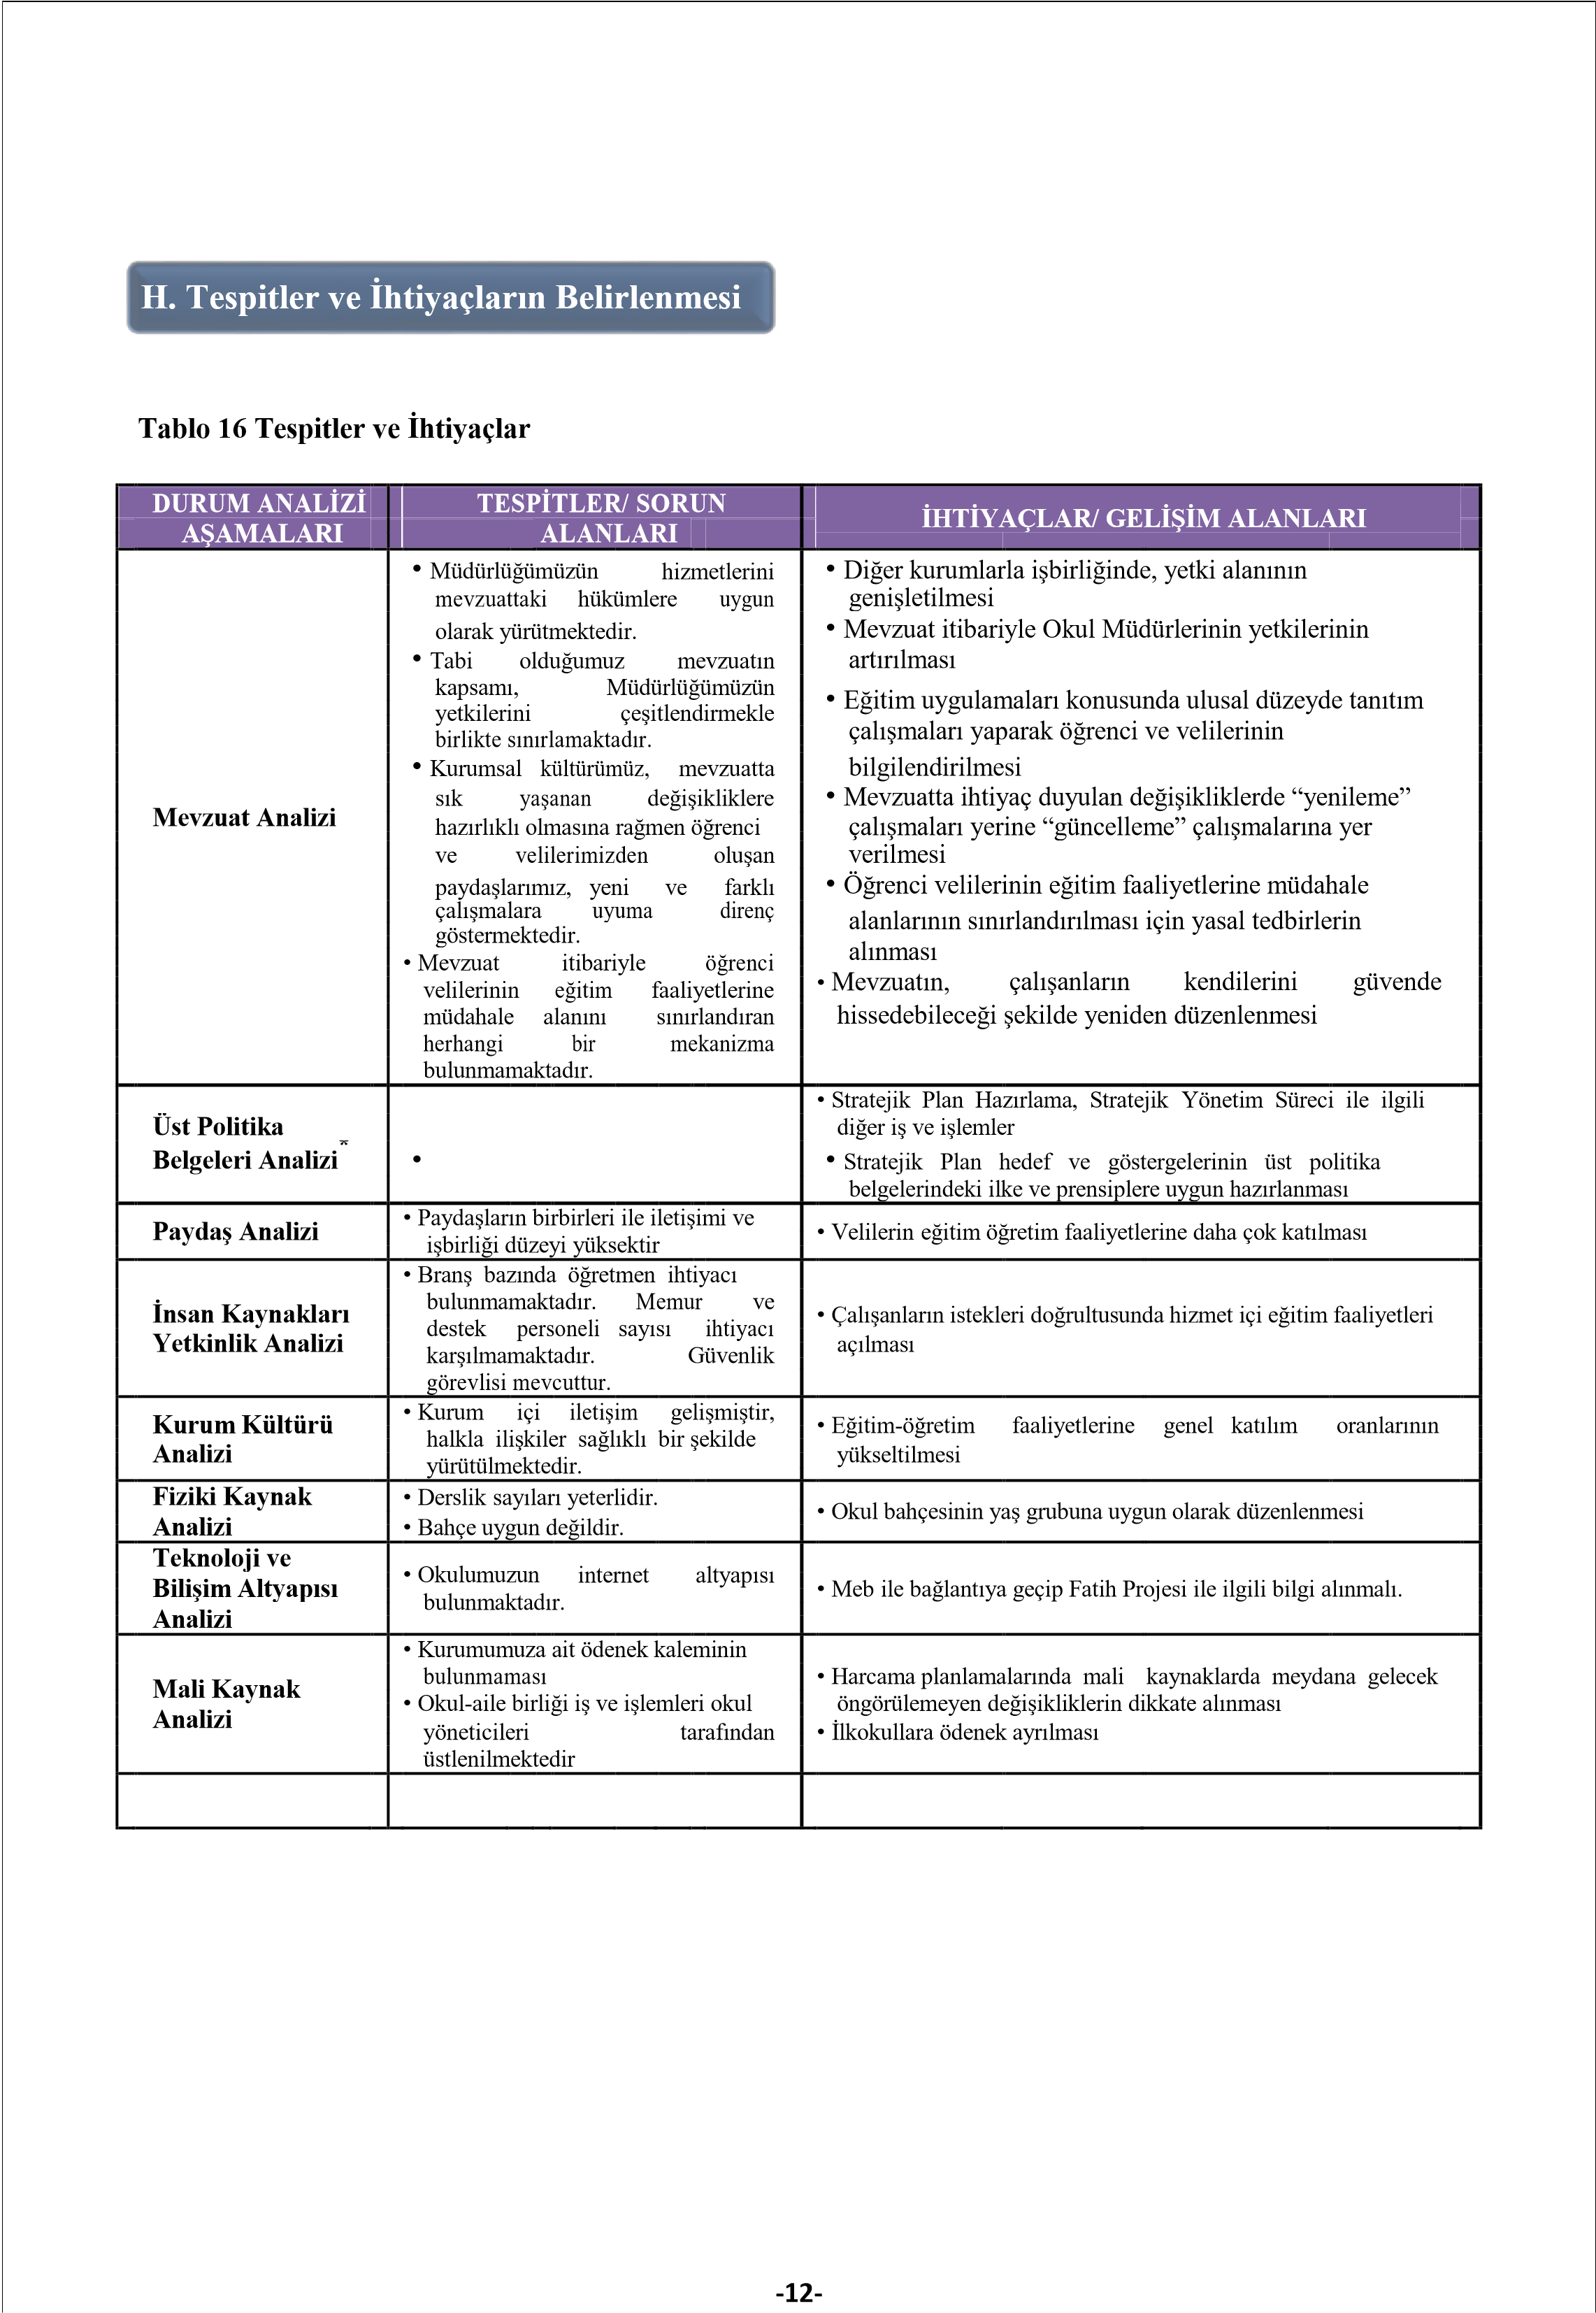 H. Tespitler ve İhtiyaçların Belirlenmesi
Tablo 16 Tespitler ve İhtiyaçlar
DURUM ANALİZİ
AŞAMALARI
TESPİTLER/ SORUN
ALANLARI
İHTİYAÇLAR/ GELİŞİM ALANLARI
Mevzuat Analizi
• Müdürlüğümüzün hizmetlerini
mevzuattaki hükümlere uygun
olarak yürütmektedir.
• Tabi olduğumuz mevzuatın
kapsamı, Müdürlüğümüzün
yetkilerini çeşitlendirmekle
birlikte sınırlamaktadır.
• Kurumsal kültürümüz, mevzuatta
sık yaşanan değişikliklere
hazırlıklı olmasına rağmen öğrenci
ve velilerimizden oluşan
paydaşlarımız, yeni ve farklı
çalışmalara uyuma direnç
göstermektedir.
• Mevzuat itibariyle öğrenci
velilerinin eğitim faaliyetlerine
müdahale alanını sınırlandıran
herhangi bir mekanizma
bulunmamaktadır.
• Diğer kurumlarla işbirliğinde, yetki alanının
genişletilmesi
• Mevzuat itibariyle Okul Müdürlerinin yetkilerinin
artırılması
• Eğitim uygulamaları konusunda ulusal düzeyde tanıtım
çalışmaları yaparak öğrenci ve velilerinin
bilgilendirilmesi
• Mevzuatta ihtiyaç duyulan değişikliklerde “yenileme”
çalışmaları yerine “güncelleme” çalışmalarına yer
verilmesi
• Öğrenci velilerinin eğitim faaliyetlerine müdahale
alanlarının sınırlandırılması için yasal tedbirlerin
alınması
• Mevzuatın, çalışanların kendilerini güvende
hissedebileceği şekilde yeniden düzenlenmesi
Üst Politika
Belgeleri Analizi
•
• Stratejik Plan Hazırlama, Stratejik Yönetim Süreci ile ilgili
diğer iş ve işlemler
• Stratejik Plan hedef ve göstergelerinin üst politika
belgelerindeki ilke ve prensiplere uygun hazırlanması
Paydaş Analizi
• Paydaşların birbirleri ile iletişimi ve
işbirliği düzeyi yüksektir
• Velilerin eğitim öğretim faaliyetlerine daha çok katılması
İnsan Kaynakları
Yetkinlik Analizi
• Branş bazında öğretmen ihtiyacı
bulunmamaktadır. Memur ve
destek personeli sayısı ihtiyacı
karşılmamaktadır. Güvenlik
görevlisi mevcuttur.
• Çalışanların istekleri doğrultusunda hizmet içi eğitim faaliyetleri
açılması
Kurum Kültürü
Analizi
• Kurum içi iletişim gelişmiştir,
halkla ilişkiler sağlıklı bir şekilde
yürütülmektedir.
• Eğitim-öğretim faaliyetlerine genel katılım oranlarının
yükseltilmesi
Fiziki Kaynak
Analizi
• Derslik sayıları yeterlidir.
• Bahçe uygun değildir.
• Okul bahçesinin yaş grubuna uygun olarak düzenlenmesi
Teknoloji ve
Bilişim Altyapısı
Analizi
• Okulumuzun internet altyapısı
bulunmaktadır.
• Meb ile bağlantıya geçip Fatih Projesi ile ilgili bilgi alınmalı.
Mali Kaynak
Analizi
• Kurumumuza ait ödenek kaleminin
bulunmaması
• Okul-aile birliği iş ve işlemleri okul
yöneticileri tarafından
üstlenilmektedir
• Harcama planlamalarında mali kaynaklarda meydana gelecek
öngörülemeyen değişikliklerin dikkate alınması
• İlkokullara ödenek ayrılması
-12-